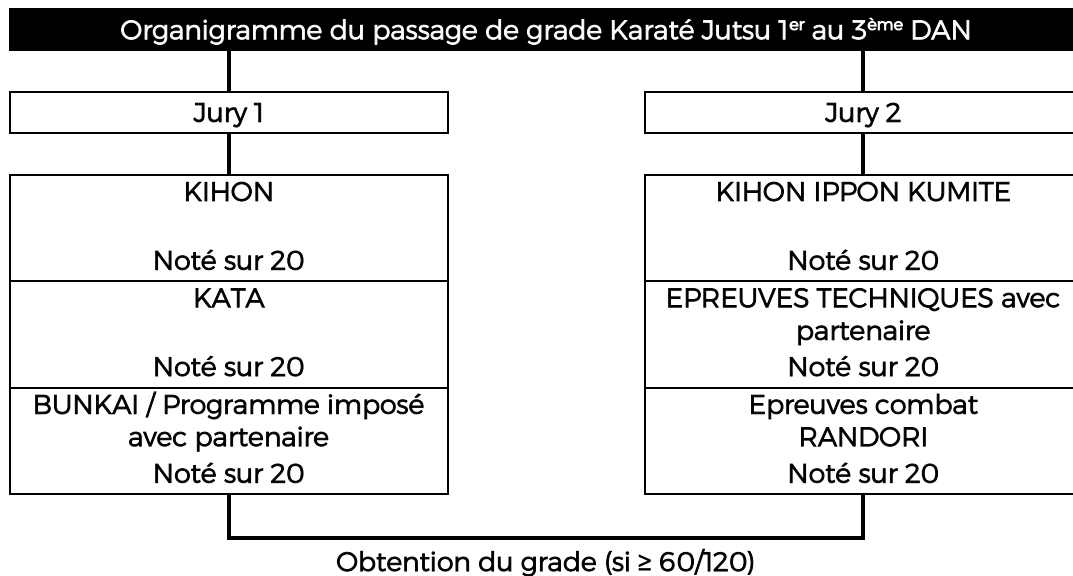 Organigramme du passage de grade Karaté Jutsu 1er au 3ème DAN
Jury 1
KIHON
Noté sur 20
KATA
Noté sur 20
BUNKAI / Programme imposé
avec partenaire
Noté sur 20
Jury 2
KIHON IPPON KUMITE
Noté sur 20
EPREUVES TECHNIQUES avec
partenaire
Noté sur 20
Epreuves combat
RANDORI
Noté sur 20
Obtention du grade (si ≥ 60/120)